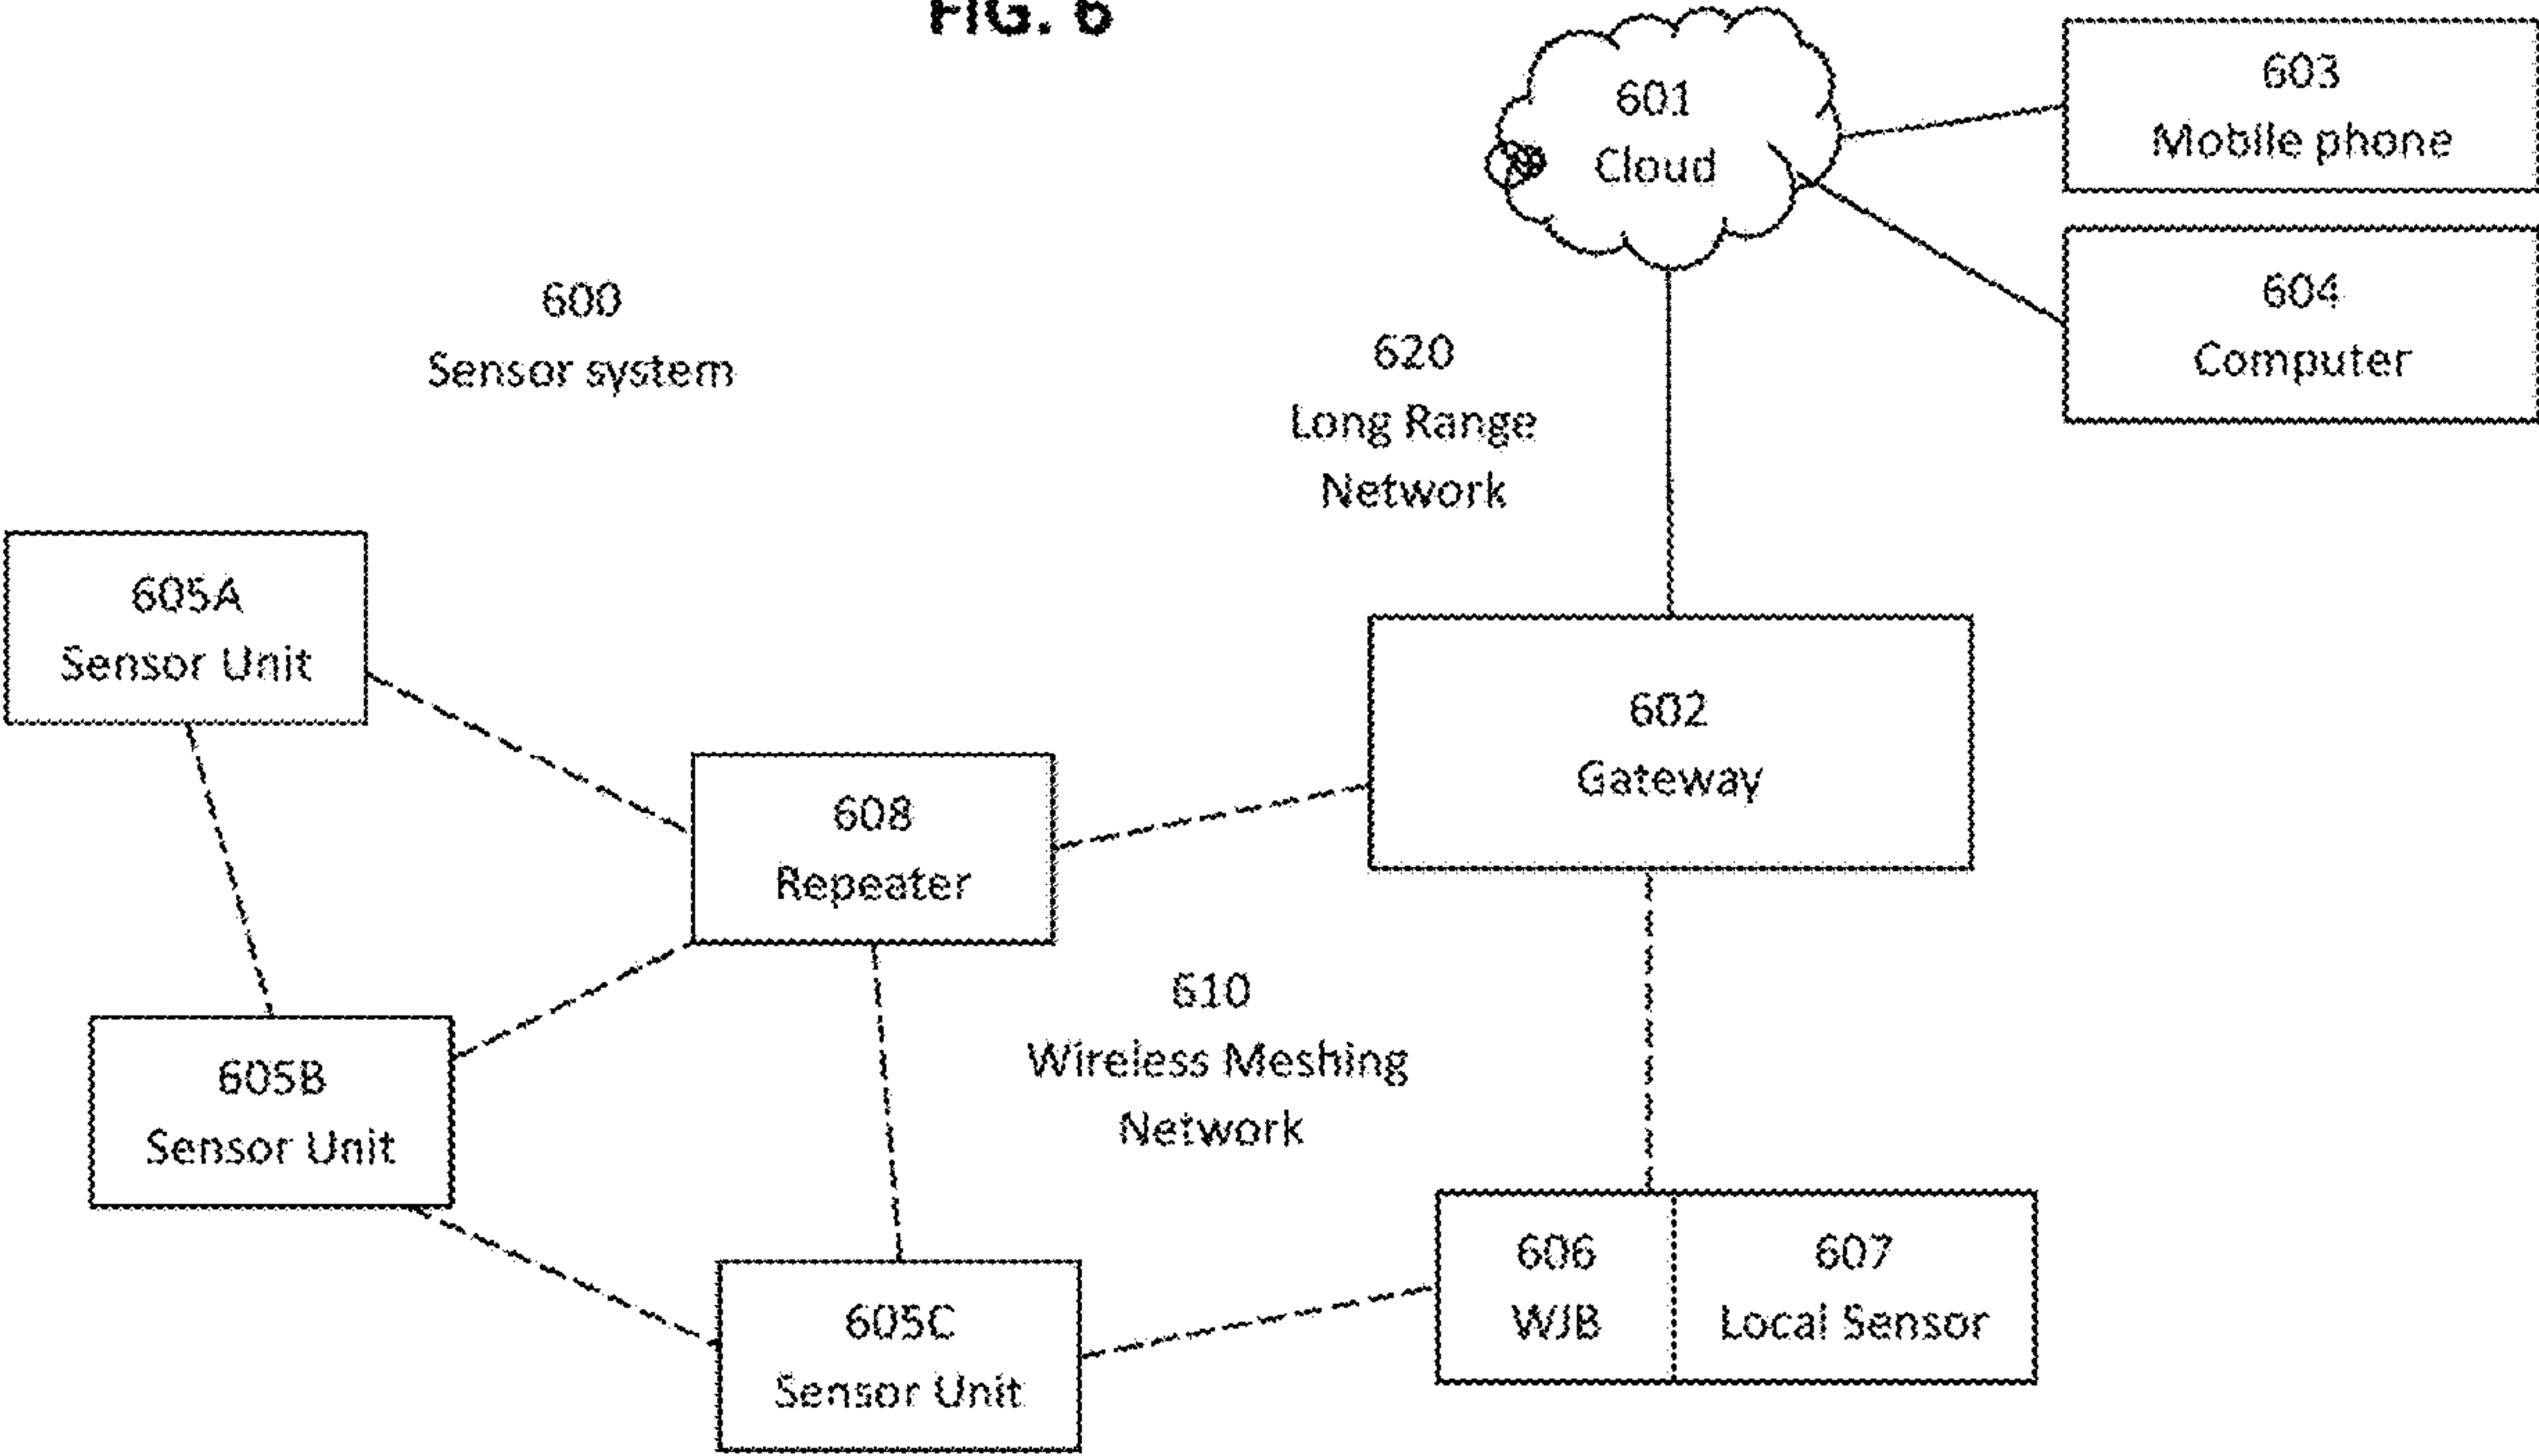 FIG. 6
601
Cloud
603
Mobile phone
604
Computer
600
Sensor system
620
Long Range
Network
605A
Sensor Unit
602
Gateway
608
Repeater
610
Wireless Meshing
Network
605B
Sensor Unit
606
WJB
607
Local Sensor
605C
Sensor Unit